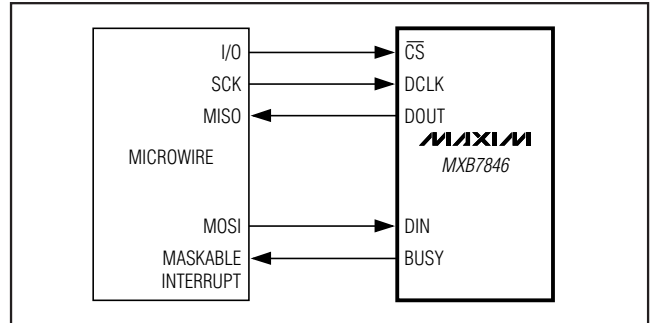 I/O
CS
SCK
DCLK
MISO
DOUT
MAXIM
MICROWIRE
MXB7846
MOSI
DIN
MASKABLE
INTERRUPT
BUSY